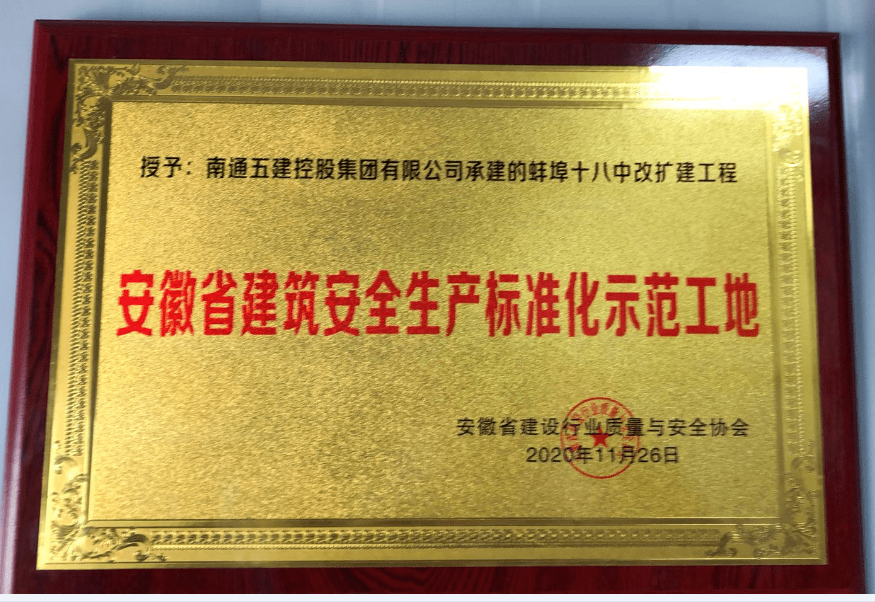 授予：南通五建控股集团有限公司承建的蚌埠十八中改扩建工程
安徽省建筑安全生产标准化示范工地
安徽省建设行业质量与安全协会
2020年11月26日